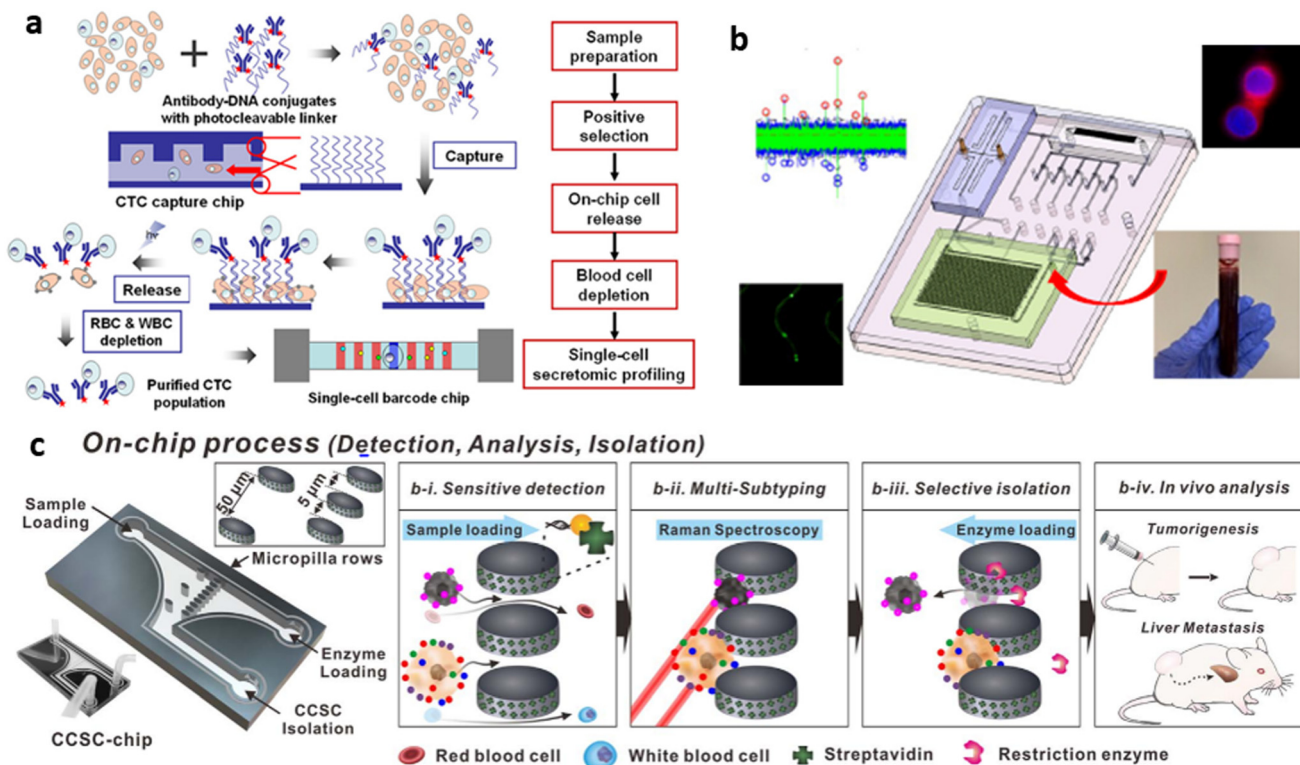 a
Antibody-DNA conjugates
with photocleavable linker
CTC capture chip
Capture
hν
Release
RBC & WBC
depletion
Purified CTC
population
Single-cell barcode chip
Sample
preparation
Positive
selection
On-chip cell
release
Blood cell
depletion
Single-cell
secretomic profiling
b
c
On-chip process (Detection, Analysis, Isolation)
Sample
Loading
50 μm
5 μm
Micropilla rows
Enzyme
Loading
CCSC
Isolation
CCSC-chip
b-i. Sensitive detection
Sample loading
b-ii. Multi-Subtyping
Raman Spectroscopy
b-iii. Selective isolation
Enzyme loading
b-iv. In vivo analysis
Tumorigenesis
Liver Metastasis
Red blood cell
White blood cell
Streptavidin
Restriction enzyme